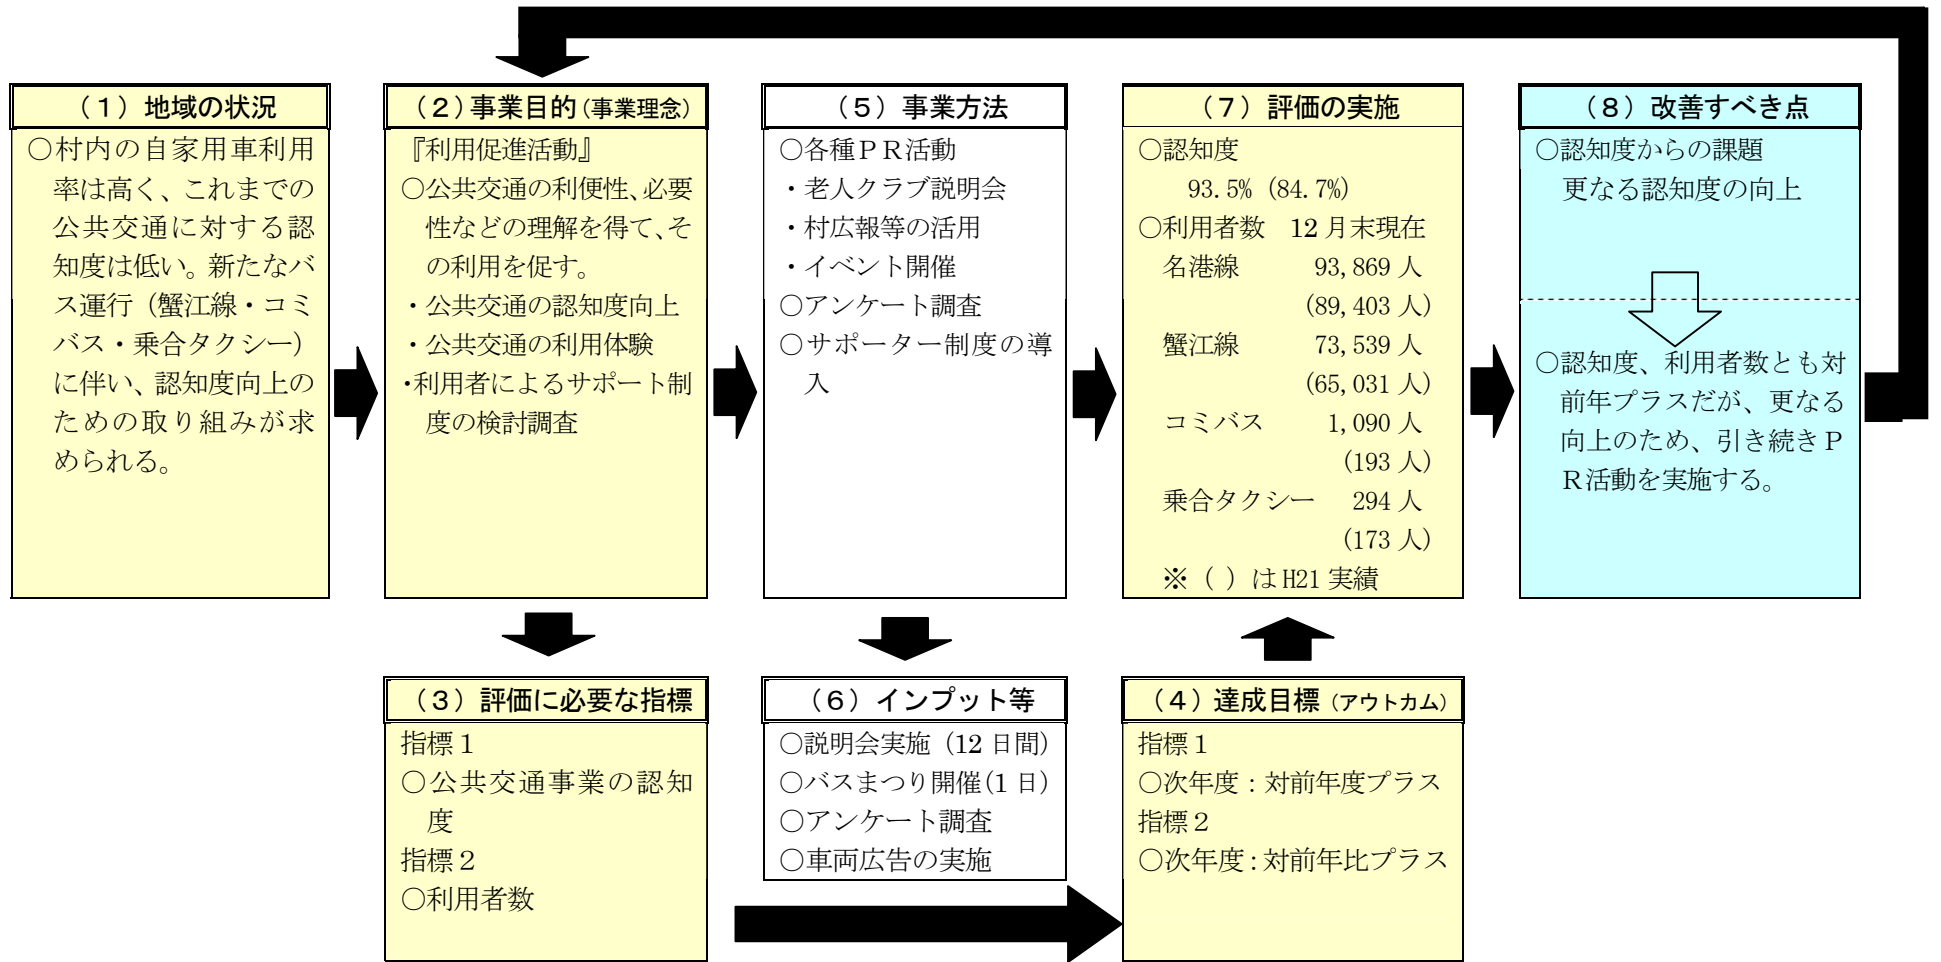 （１）地域の状況
○村内の自家用車利用
率は高く、これまでの
公共交通に対する認
知度は低い。新たなバ
ス運行（蟹江線・コミ
バス・乗合タクシー）
に伴い、認知度向上の
ための取り組みが求
められる。
（２）事業目的（事業理念）
『利用促進活動』
○公共交通の利便性、必要
性などの理解を得て、そ
の利用を促す。
・公共交通の認知度向上
・公共交通の利用体験
・利用者によるサポート制
度の検討調査
（５）事業方法
○各種ＰＲ活動
・老人クラブ説明会
・村広報等の活用
・イベント開催
○アンケート調査
○サポーター制度の導
入
（７）評価の実施
○認知度
93.5% (84.7%)
○利用者数　12 月末現在
名港線　93,869 人
(89,403 人)
蟹江線　73,539 人
(65,031 人)
コミバス　1,090 人
(193 人)
乗合タクシー　294 人
(173 人)
※（ ）は H21 実績
（８）改善すべき点
○認知度からの課題
更なる認知度の向上
○認知度、利用者数とも対
前年プラスだが、更なる
向上のため、引き続きＰ
Ｒ活動を実施する。
（３）評価に必要な指標
指標１
○公共交通事業の認知
度
指標２
○利用者数
（６）インプット等
○説明会実施（12 日間）
○バスまつり開催(1 日)
○アンケート調査
○車両広告の実施
（４）達成目標（アウトカム）
指標１
○次年度：対前年度プラス
指標２
○次年度：対前年比プラス